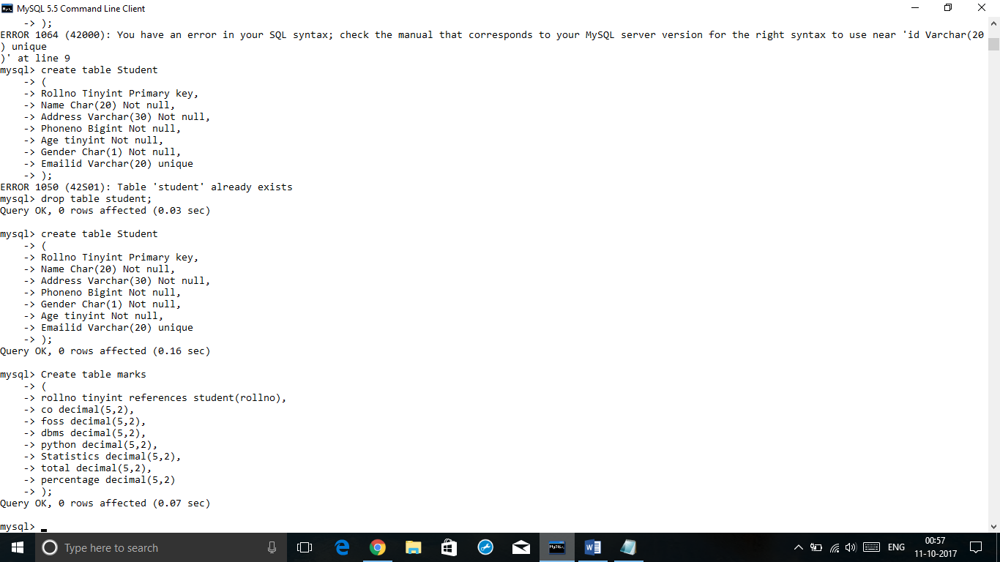 MySQL 5.5 Command Line Client
    -> );
ERROR 1064 (42000): You have an error in your SQL syntax; check the manual that corresponds to your MySQL server version for the right syntax to use near 'id Varchar(20
) unique
)' at line 9
mysql> create table Student
    -> (
    -> Rollno Tinyint Primary key,
    -> Name Char(20) Not null,
    -> Address Varchar(30) Not null,
    -> Phoneno Bigint Not null,
    -> Age tinyint Not null,
    -> Gender Char(1) Not null,
    -> Emailid Varchar(20) unique
    -> );
ERROR 1050 (42S01): Table 'student' already exists
mysql> drop table student;
Query OK, 0 rows affected (0.03 sec)
mysql> create table Student
    -> (
    -> Rollno Tinyint Primary key,
    -> Name Char(20) Not null,
    -> Address Varchar(30) Not null,
    -> Phoneno Bigint Not null,
    -> Gender Char(1) Not null,
    -> Age tinyint Not null,
    -> Emailid Varchar(20) unique
    -> );
Query OK, 0 rows affected (0.16 sec)
mysql> Create table marks
    -> (
    -> rollno tinyint references student(rollno),
    -> co decimal(5,2),
    -> foss decimal(5,2),
    -> dbms decimal(5,2),
    -> python decimal(5,2),
    -> Statistics decimal(5,2),
    -> total decimal(5,2),
    -> percentage decimal(5,2)
    -> );
Query OK, 0 rows affected (0.07 sec)
mysql>
Type here to search
ENG
00:57
11-10-2017